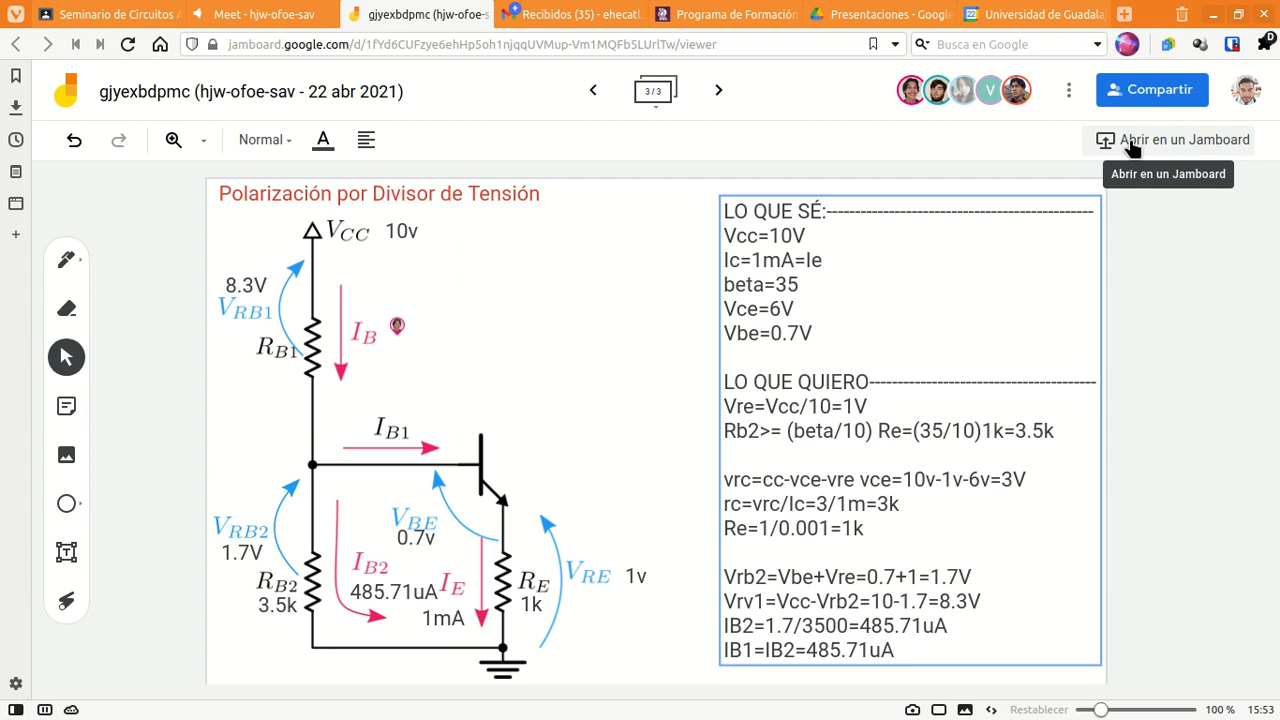 Seminario de Circuitos A
Meet - hjw-ofoe-sav
gjyexbdpmc (hjw-ofoe-s
Recibidos (35) - ehecatl
Programa de Formación
Presentaciones - Google
Universidad de Guadala
jamboard.google.com/d/1fYd6CUF2e6ehHp5oh1njqqUVMup-Vm1MQFb5LUrlTw/viewer
Busca en Google
gjyexbdpmc (hjw-ofoe-sav - 22 abr 2021)
3 / 3
V
Compartir
Normal
A
Abrir en un Jamboard
Abrir en un Jamboard
Polarización por Divisor de Tensión
VCC 10v
8.3V
VRB1
IB
RB1
IB1
VRB2
1.7V
VBE
0.7v
IB2
485.71uA
RB2
3.5k
IE
1mA
RE
1k
VRE 1v
LO QUE SÉ:-----------------------------------------------
Vcc=10V
Ic=1mA=Ie
beta=35
Vce=6V
Vbe=0.7V
LO QUE QUIERO----------------------------------------
Vre=Vcc/10=1V
Rb2>= (beta/10) Re=(35/10)1k=3.5k
vrc=cc-vce-vre vce=10v-1v-6v=3V
rc=vrc/Ic=3/1m=3k
Re=1/0.001=1k
Vrb2=Vbe+Vre=0.7+1=1.7V
Vrv1=Vcc-Vrb2=10-1.7=8.3V
IB2=1.7/3500=485.71uA
IB1=IB2=485.71uA
Restablecer
100 %
15:53